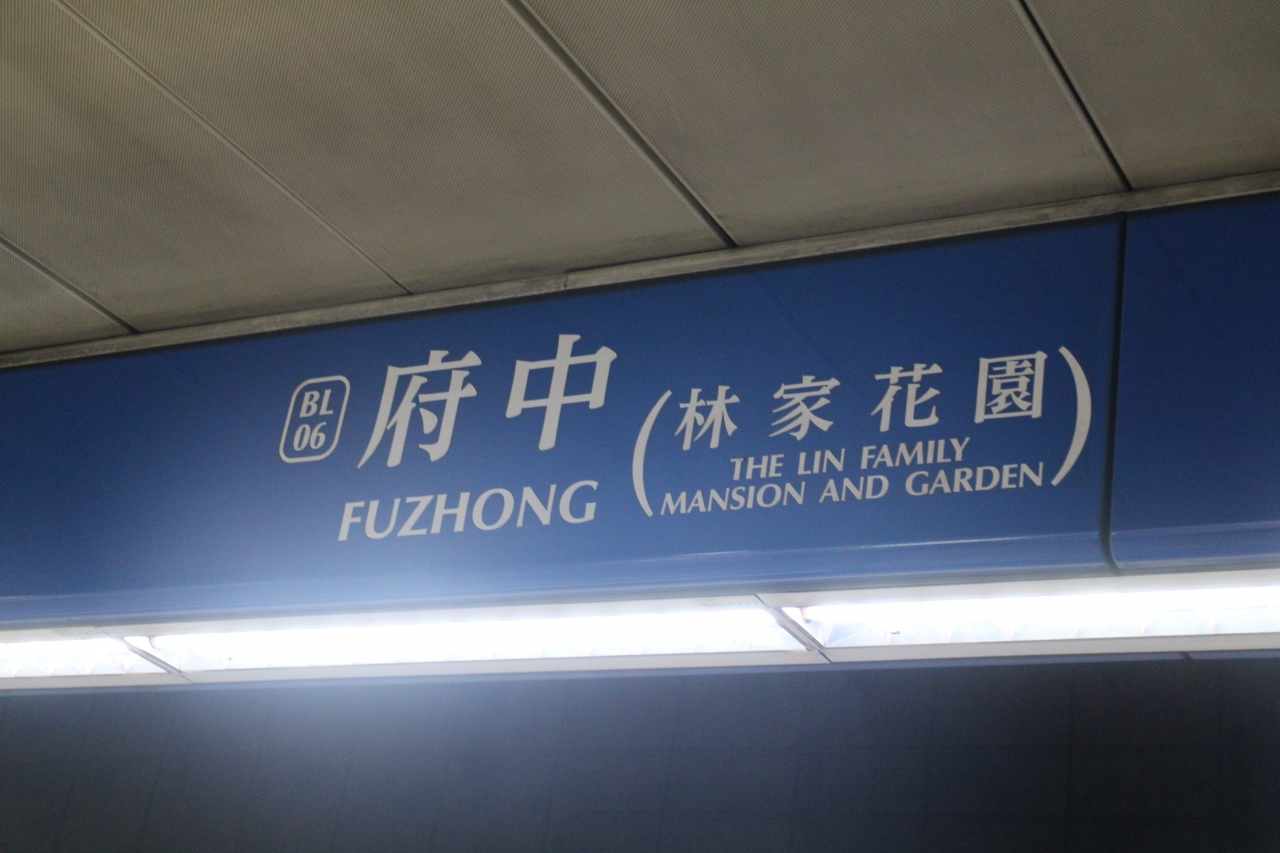 BL
06
府中
FUZHONG
(林家花園
THE LIN FAMILY
MANSION AND GARDEN)